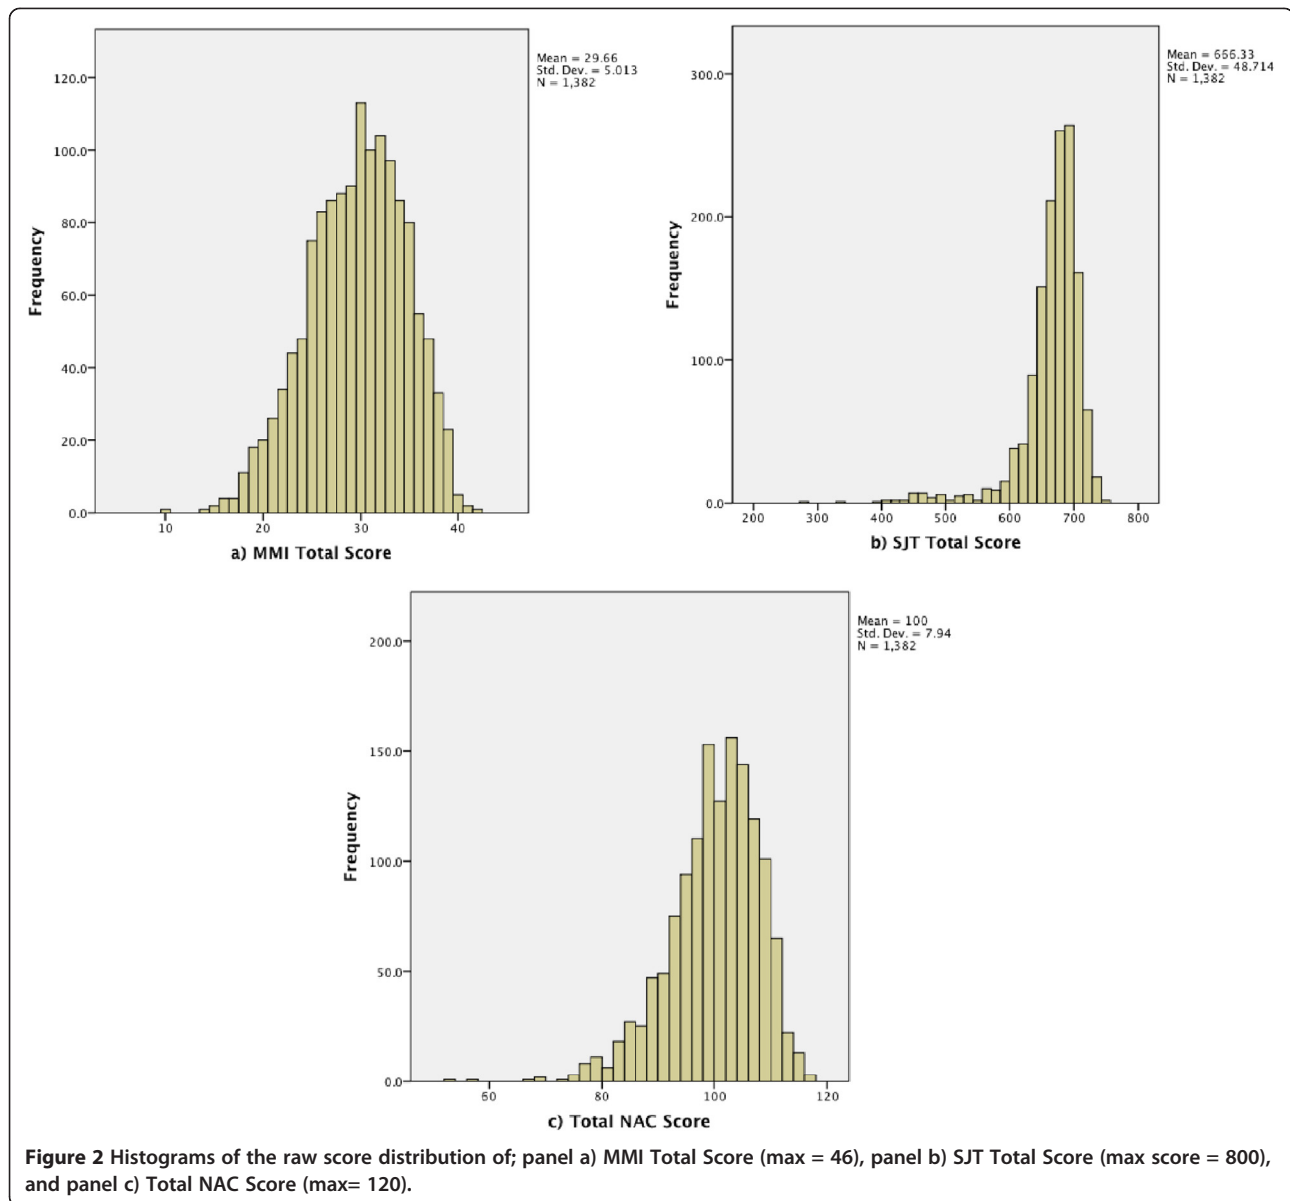 Mean = 29.66
Std. Dev. = 5.013
N = 1,382
120.0
100.0
80.0
60.0
40.0
20.0
0.0
Frequency
10 20 30 40
a) MMI Total Score
Mean = 666.33
Std. Dev. = 48.714
N = 1,382
300.0
200.0
100.0
0.0
Frequency
200 300 400 500 600 700 800
b) SJT Total Score
Mean = 100
Std. Dev. = 7.94
N = 1,382
200.0
150.0
100.0
50.0
0.0
Frequency
60 80 100 120
c) Total NAC Score
Figure 2 Histograms of the raw score distribution of; panel a) MMI Total Score (max = 46), panel b) SJT Total Score (max score = 800),
and panel c) Total NAC Score (max= 120).